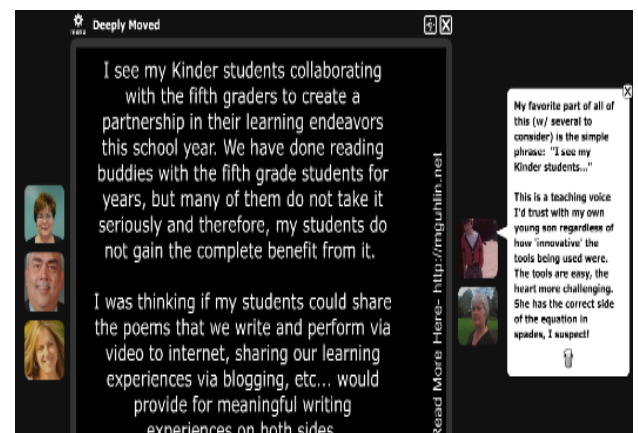 menu
Deeply Moved
I see my Kinder students collaborating
with the fifth graders to create a
partnership in their learning endeavors
this school year. We have done reading
buddies with the fifth grade students for
years, but many of them do not take it
seriously and therefore, my students do
not gain the complete benefit from it.
I was thinking if my students could share
the poems that we write and perform via
video to internet, sharing our learning
experiences via blogging, etc... would
provide for meaningful writing
experiences on both sides
Read More Here- http://mguhlin.net
My favorite part of all of
this (w/ several to
consider) is the simple
phrase: "I see my
Kinder students..."
This is a teaching voice
I'd trust with my own
young son regardless of
how 'innovative' the
tools being used were.
The tools are easy, the
heart more challenging.
She has the correct side
of the equation in
spades, I suspect!